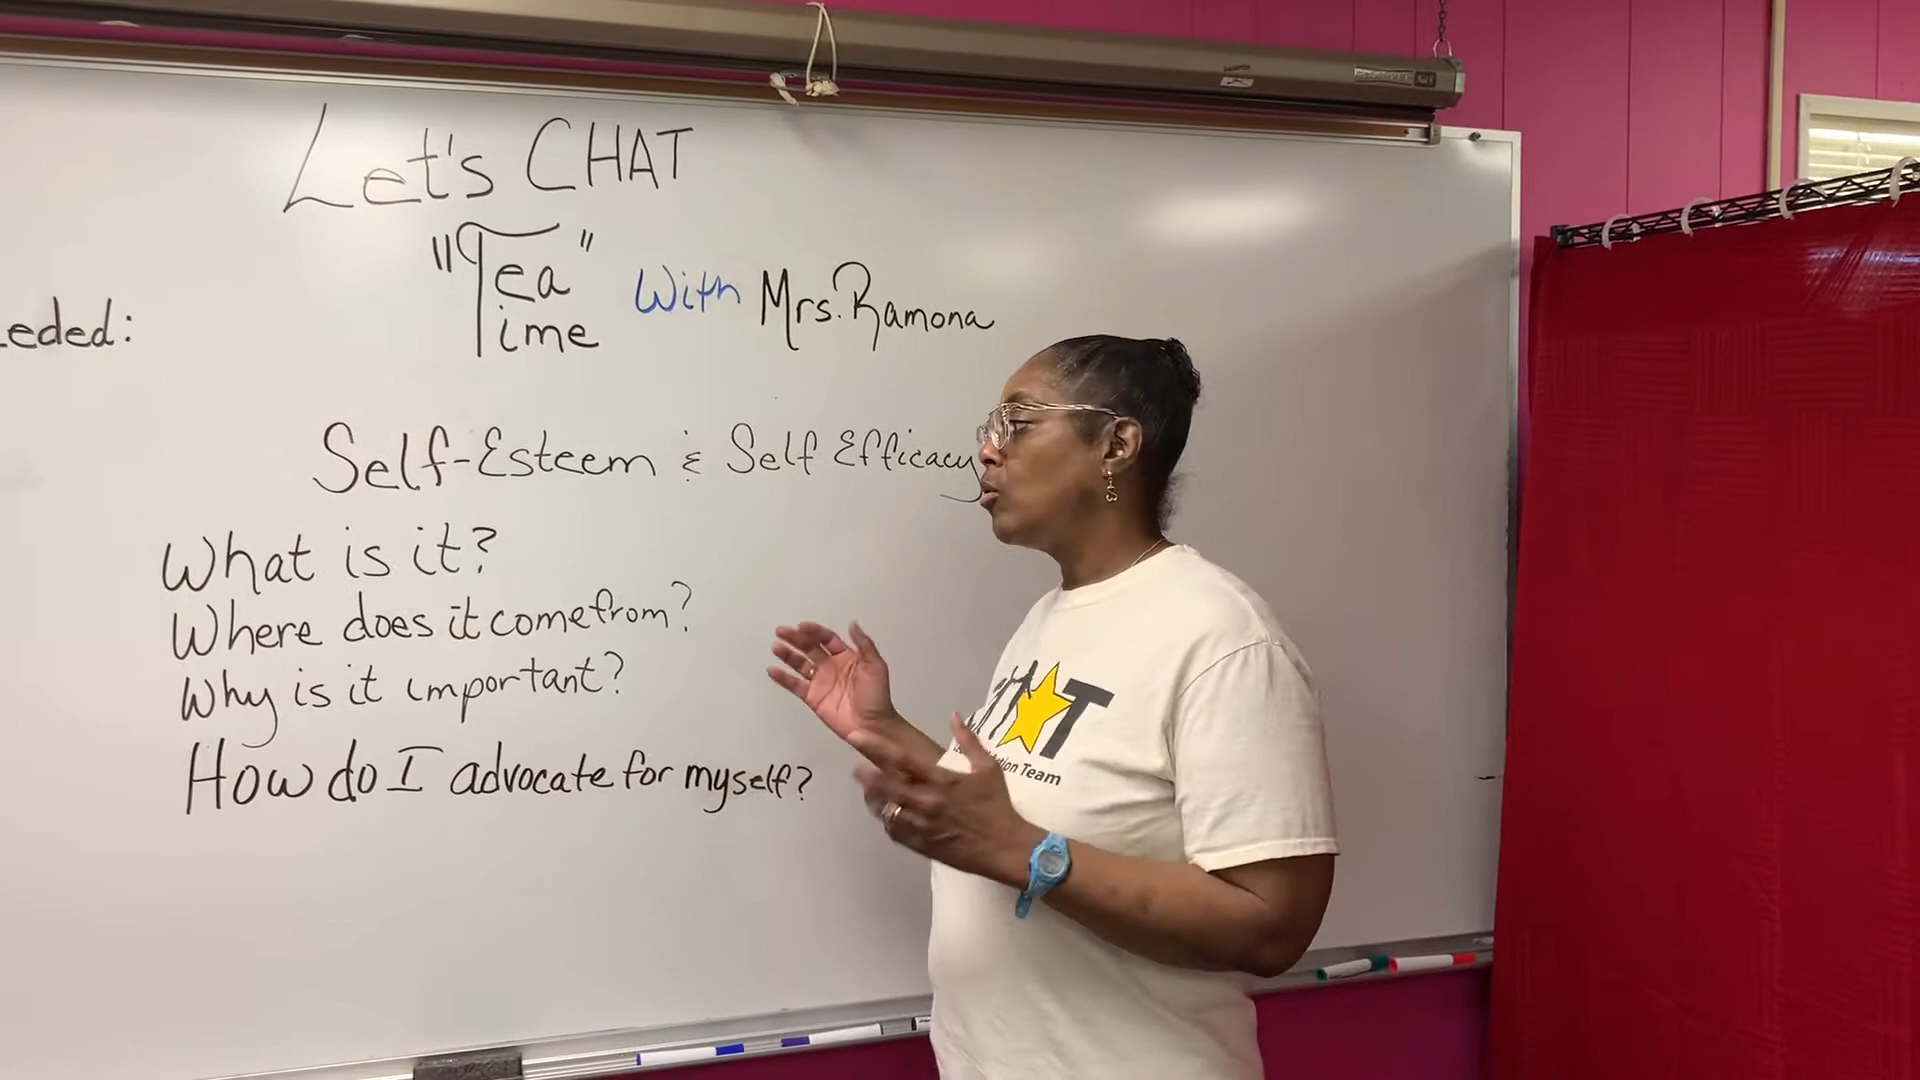 Let's CHAT
"Tea" Time With Mrs. Ramona
Self-Esteem & Self Efficacy
What is it?
Where does it come from?
Why is it important?
How do I advocate for myself?
eded:
Team